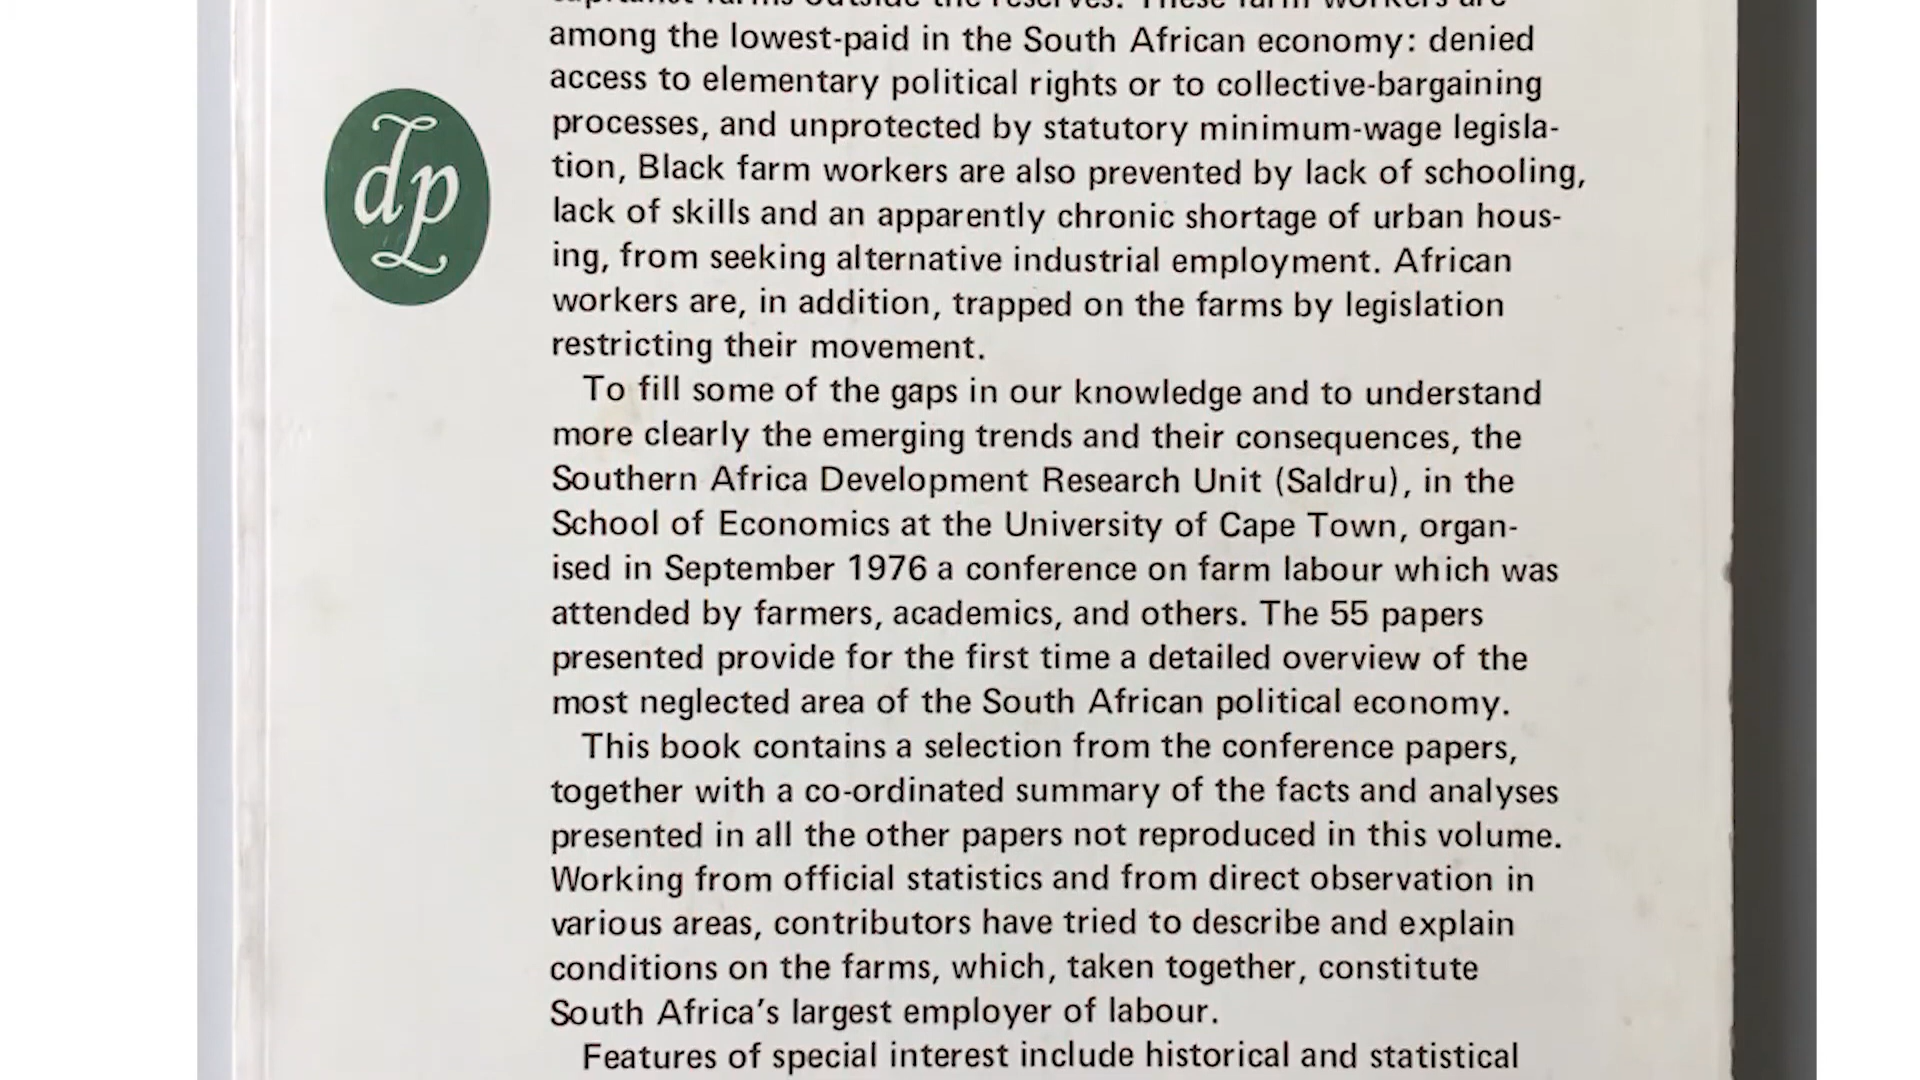 capitalist farms outside the reserves. These farm workers are
among the lowest-paid in the South African economy: denied
access to elementary political rights or to collective-bargaining
processes, and unprotected by statutory minimum-wage legisla-
tion, Black farm workers are also prevented by lack of schooling,
lack of skills and an apparently chronic shortage of urban hous-
ing, from seeking alternative industrial employment. African
workers are, in addition, trapped on the farms by legislation
restricting their movement.
dp
To fill some of the gaps in our knowledge and to understand
more clearly the emerging trends and their consequences, the
Southern Africa Development Research Unit (Saldru), in the
School of Economics at the University of Cape Town, organ-
ised in September 1976 a conference on farm labour which was
attended by farmers, academics, and others. The 55 papers
presented provide for the first time a detailed overview of the
most neglected area of the South African political economy.
This book contains a selection from the conference papers,
together with a co-ordinated summary of the facts and analyses
presented in all the other papers not reproduced in this volume.
Working from official statistics and from direct observation in
various areas, contributors have tried to describe and explain
conditions on the farms, which, taken together, constitute
South Africa's largest employer of labour.
Features of special interest include historical and statistical